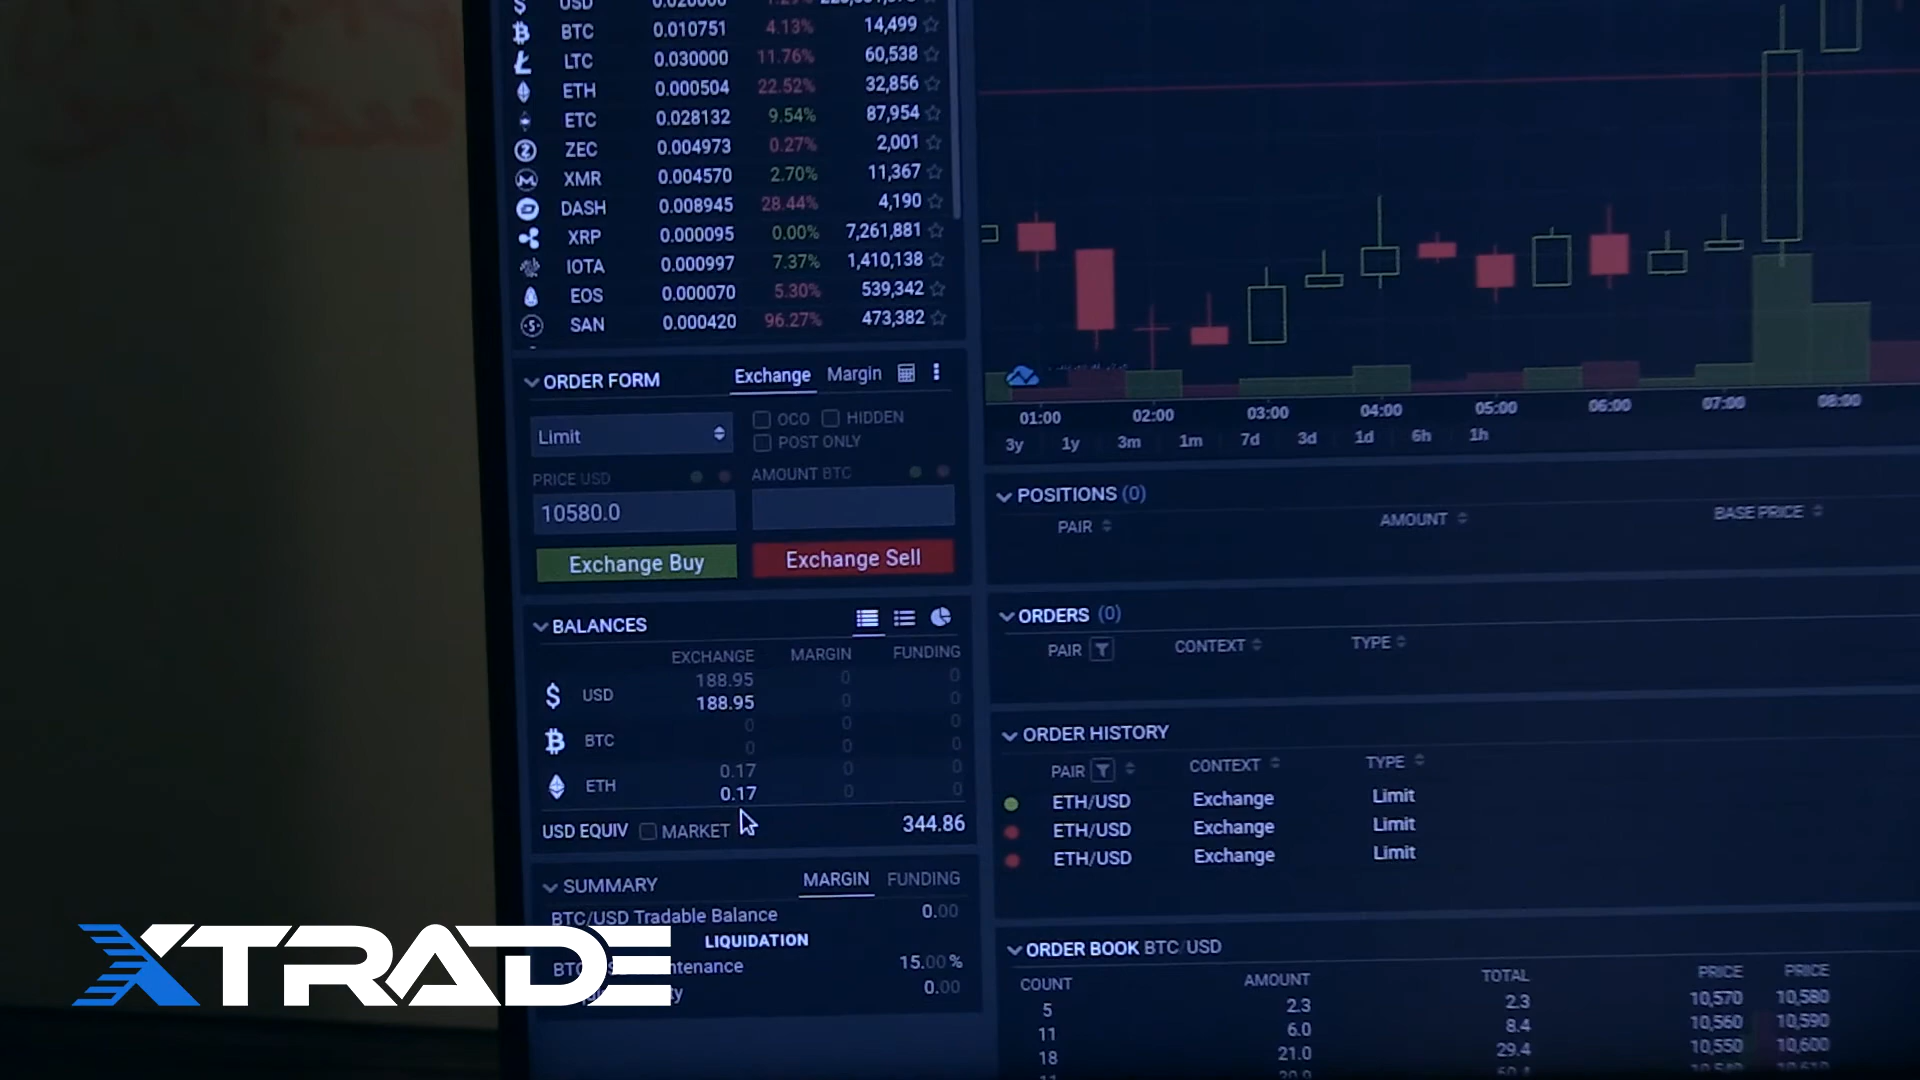 USD 0.020000
BTC 0.010751 4.13% 14,499
LTC 0.030000 11.76% 60,538
ETH 0.000504 22.52% 32,856
ETC 0.028132 9.54% 87,954
ZEC 0.004973 0.27% 2,001
XMR 0.004570 2.70% 11,367
DASH 0.008945 28.44% 4,190
XRP 0.000095 0.00% 7,261,881
IOTA 0.000997 7.37% 1,410,138
EOS 0.000070 5.30% 539,342
SAN 0.000420 96.27% 473,382
ORDER FORM Exchange Margin
Limit OCO HIDDEN
POST ONLY
PRICE USD AMOUNT BTC
10580.0
Exchange Buy Exchange Sell
BALANCES
EXCHANGE MARGIN FUNDING
188.95 0 0
USD 188.95 0 0
0 0 0
BTC 0 0 0
0.17 0 0
ETH 0.17 0 0
USD EQUIV MARKET 344.86
SUMMARY MARGIN FUNDING
BTC/USD Tradable Balance 0.00
LIQUIDATION
15.00 %
0.00
XTRADE
01:00 02:00 03:00 04:00 05:00 06:00 07:00 08:00
3y 1y 3m 1m 7d 3d 1d 6h 1h
POSITIONS (0)
PAIR AMOUNT BASE PRICE
ORDERS (0)
PAIR CONTEXT TYPE
ORDER HISTORY
PAIR CONTEXT TYPE
ETH/USD Exchange Limit
ETH/USD Exchange Limit
ETH/USD Exchange Limit
ORDER BOOK BTC USD
COUNT AMOUNT TOTAL PRICE PRICE
5 2.3 2.3 10,570 10,580
11 6.0 8.4 10,560 10,590
18 21.0 29.4 10,550 10,600